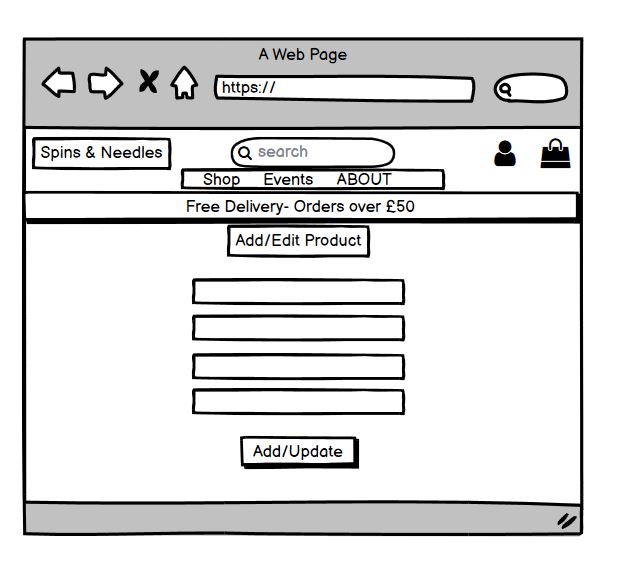 A Web Page
https://
Spins & Needles
search
Shop Events ABOUT
Free Delivery- Orders over £50
Add/Edit Product
Add/Update